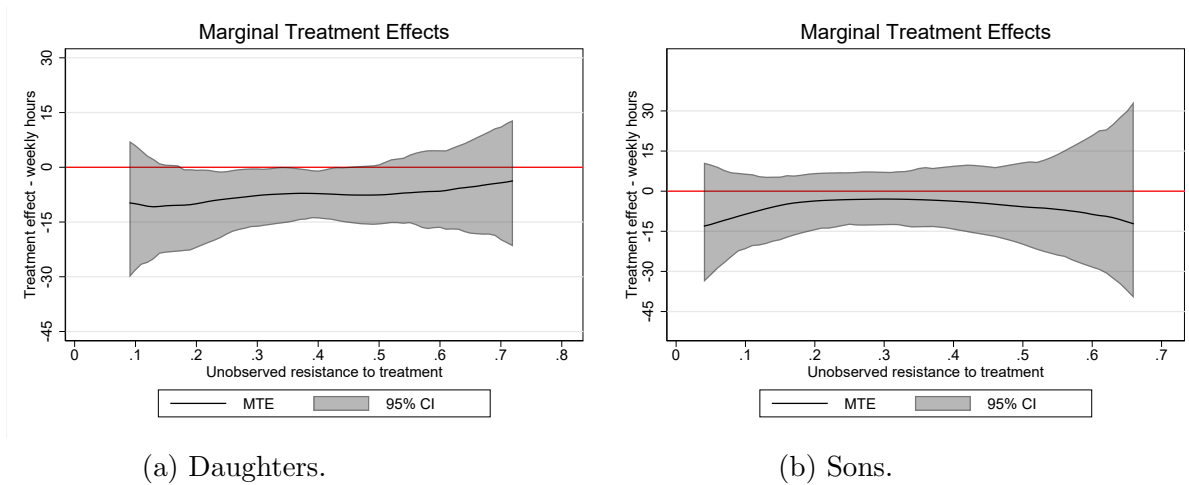 Marginal Treatment Effects
Treatment effect - weekly hours
30
15
0
-15
-30
-45
0 .1 .2 .3 .4 .5 .6 .7 .8
Unobserved resistance to treatment
MTE 95% CI
(a) Daughters.
Marginal Treatment Effects
Treatment effect - weekly hours
30
15
0
-15
-30
-45
0 .1 .2 .3 .4 .5 .6 .7
Unobserved resistance to treatment
MTE 95% CI
(b) Sons.